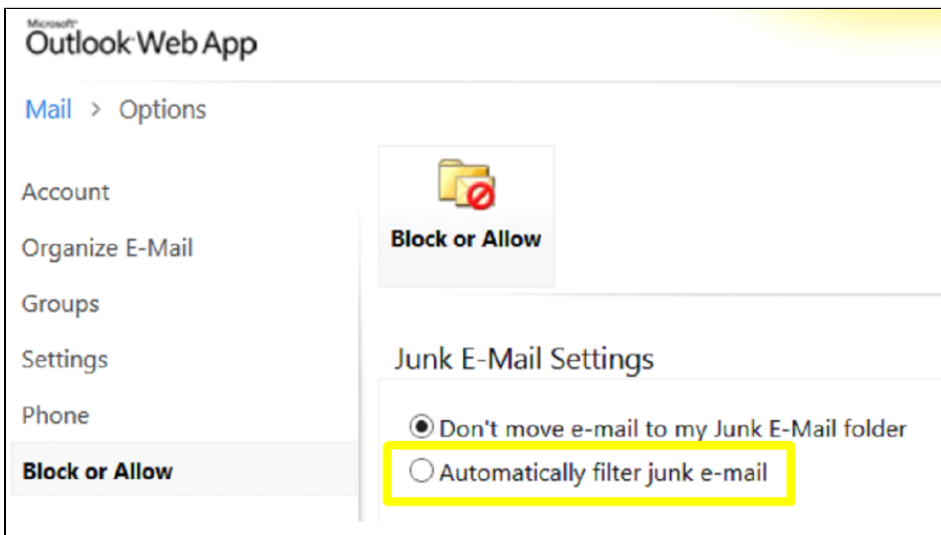 Microsoft
Outlook Web App
Mail > Options
Account
Organize E-Mail
Groups
Settings
Phone
Block or Allow
Block or Allow
Junk E-Mail Settings
Don't move e-mail to my Junk E-Mail folder
Automatically filter junk e-mail